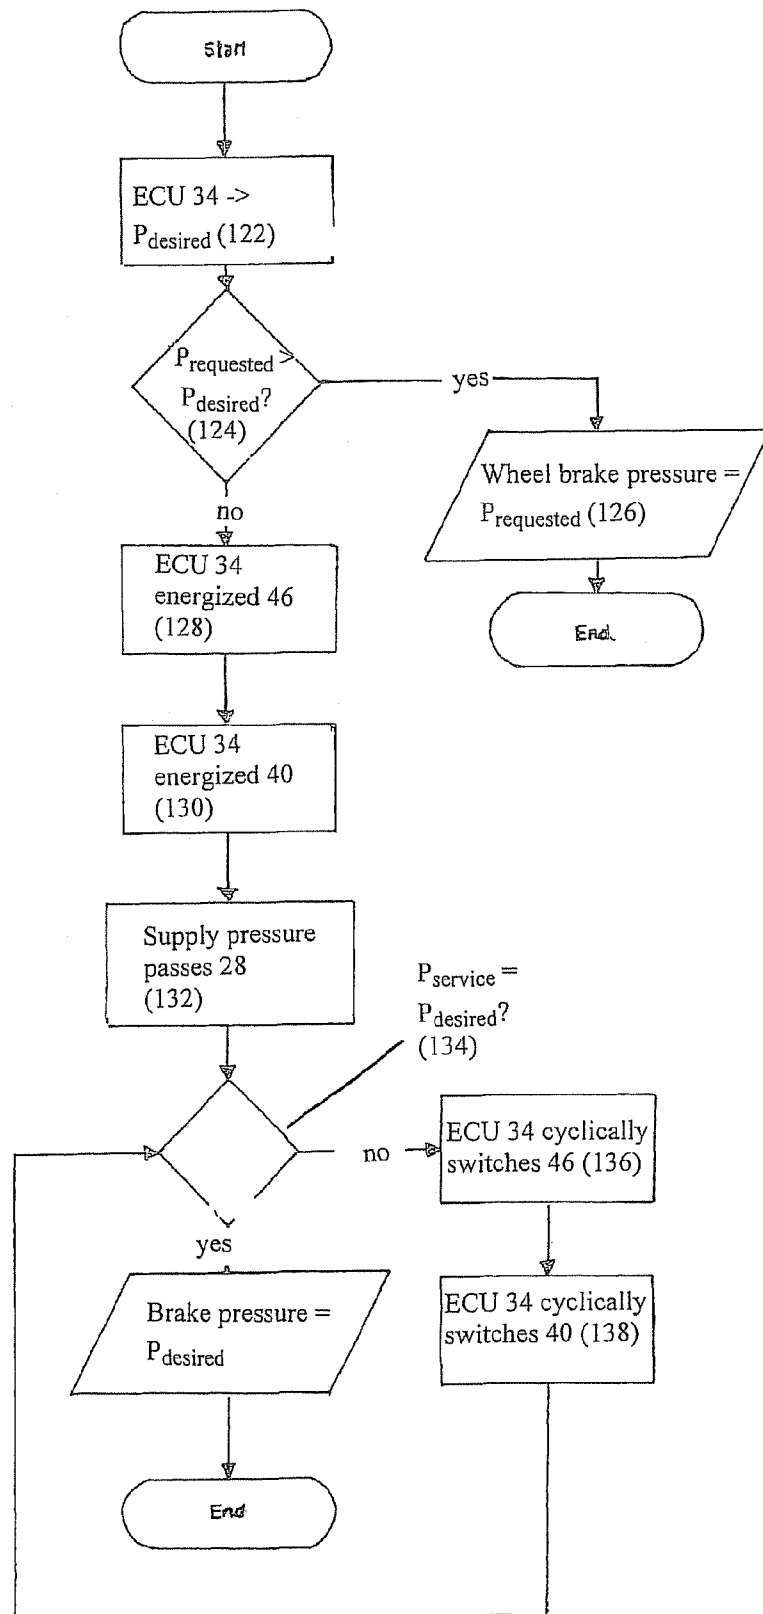 Start
ECU 34 ->
Pdesired (122)
Prequested >
Pdesired?
(124)
yes
Wheel brake pressure =
Prequested (126)
End
no
ECU 34
energized 46
(128)
ECU 34
energized 40
(130)
Supply pressure
passes 28
(132)
Pservice =
Pdesired?
(134)
no
ECU 34 cyclically
switches 46 (136)
ECU 34 cyclically
switches 40 (138)
yes
Brake pressure =
Pdesired
End